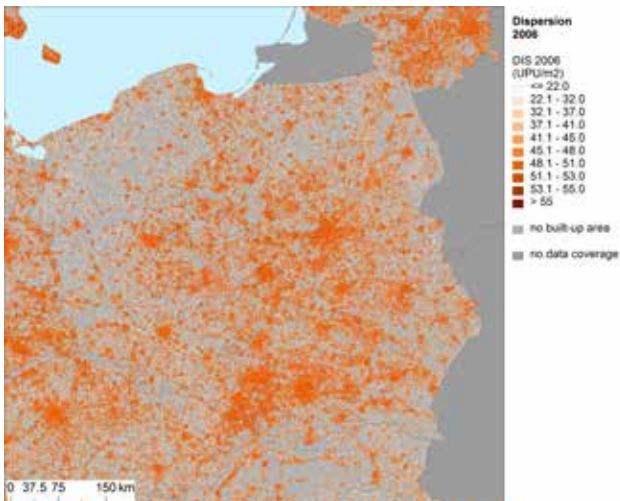 Dispersion
2006
DIS 2006
(UPU/m2)
<= 22.0
22.1 - 32.0
32.1 - 37.0
37.1 - 41.0
41.1 - 45.0
45.1 - 48.0
48.1 - 51.0
51.1 - 53.0
53.1 - 55.0
> 55
no built-up area
no data coverage
0 37.5 75 150 km